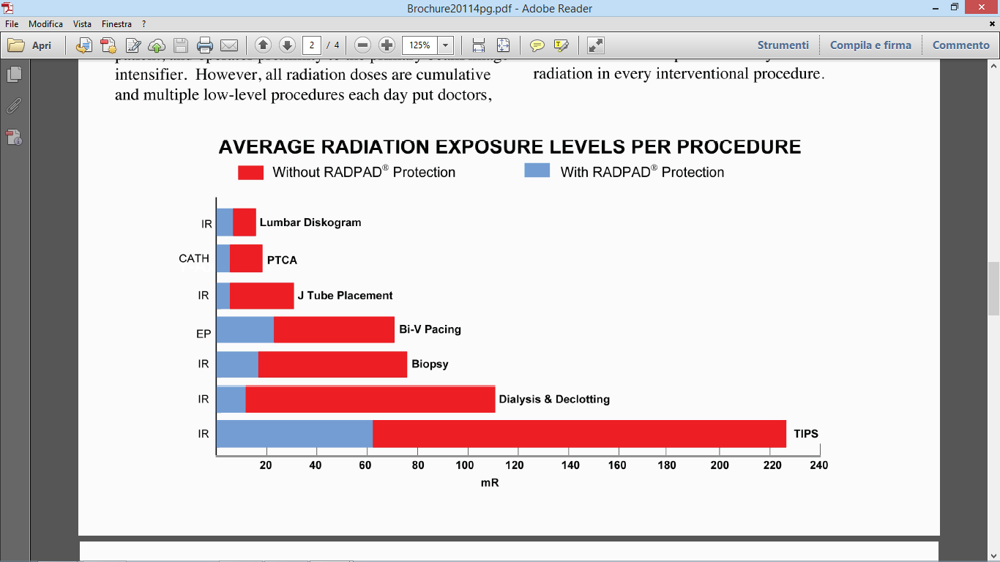 Brochure20114pg.pdf - Adobe Reader
File Modifica Vista Finestra ?
Apri 2 / 4 125% Strumenti Compila e firma Commento
intensifier. However, all radiation doses are cumulative
and multiple low-level procedures each day put doctors,
radiation in every interventional procedure.
AVERAGE RADIATION EXPOSURE LEVELS PER PROCEDURE
Without RADPAD® Protection With RADPAD® Protection
IR Lumbar Diskogram
CATH PTCA
IR J Tube Placement
EP Bi-V Pacing
IR Biopsy
IR Dialysis & Declotting
IR TIPS
20 40 60 80 100 120 140 160 180 200 220 240
mR